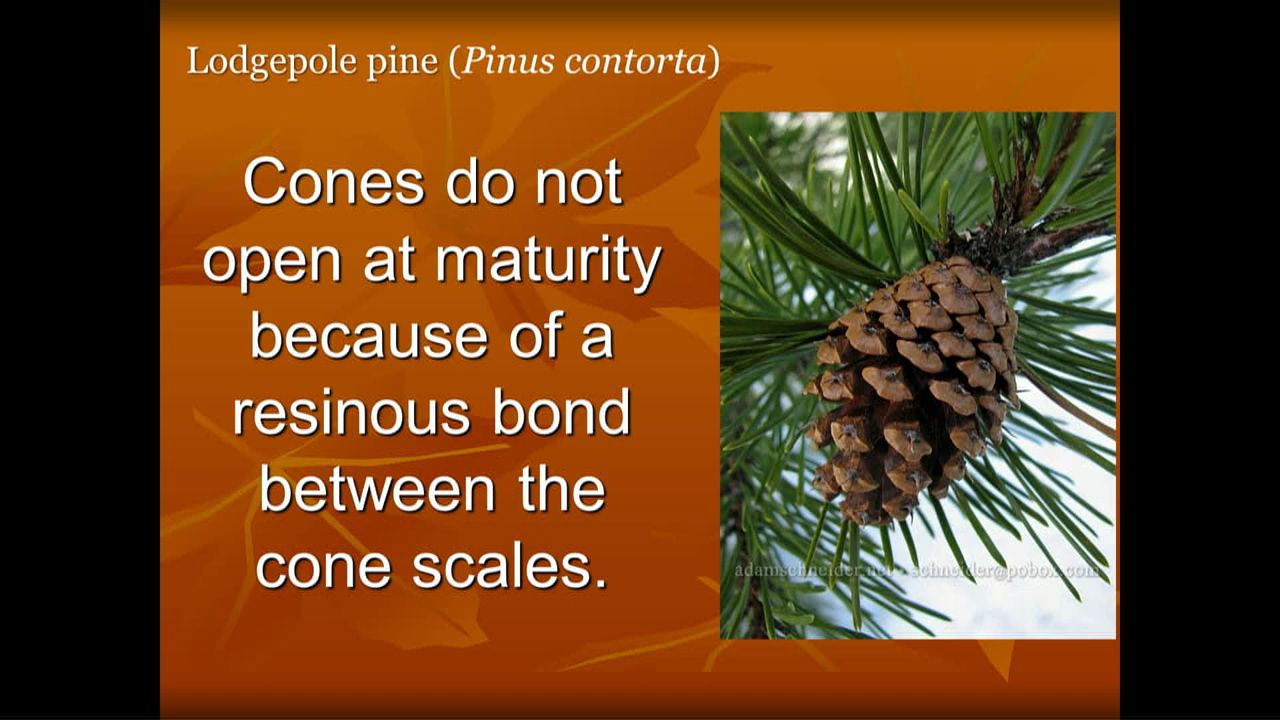 Lodgepole pine (Pinus contorta)
Cones do not
open at maturity
because of a
resinous bond
between the
cone scales.
adamschneider.net - schneider@pobox.com